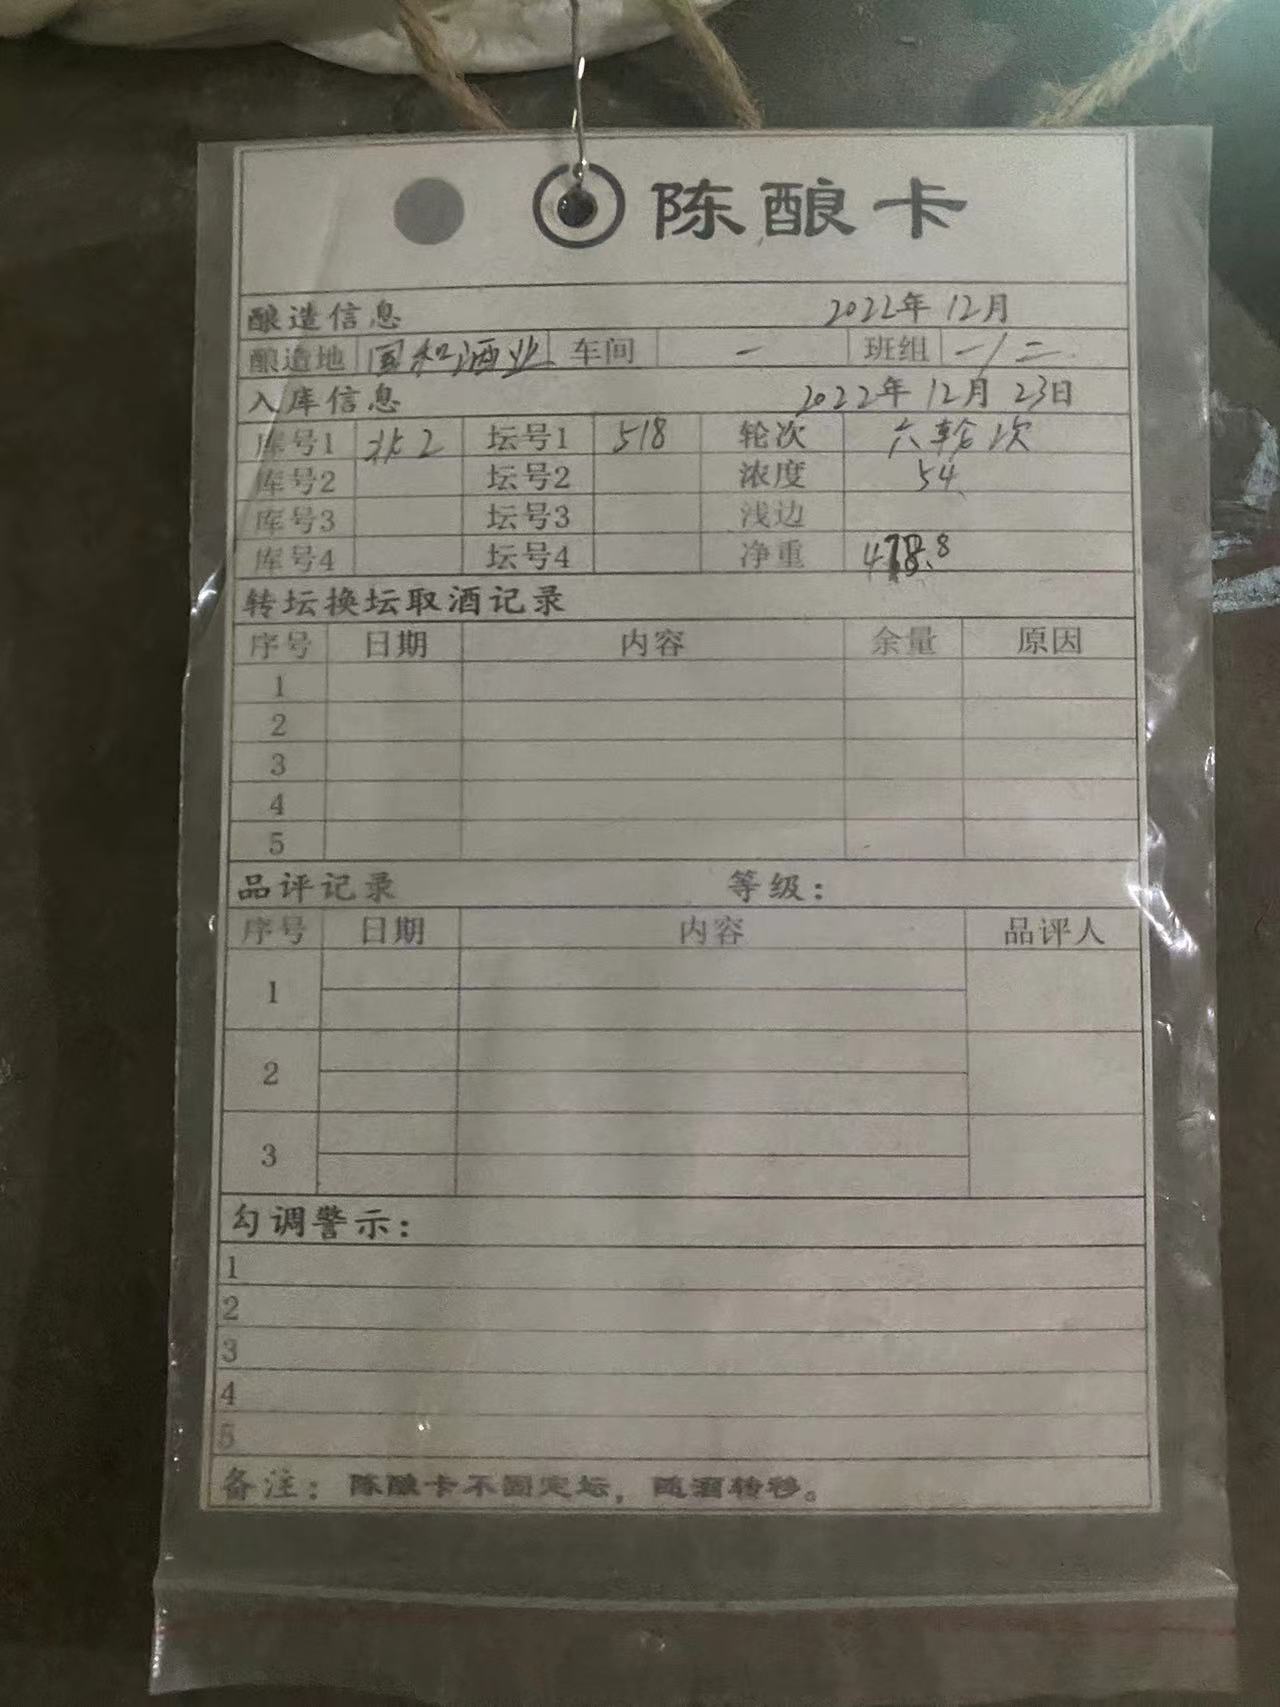 陈酿卡
酿造信息 2022年12月
酿造地 国和酒业 车间 一 班组 一/二
入库信息 2022年12月23日
库号1 北2 坛号1 518 轮次 六轮次
库号2 坛号2 浓度 54
库号3 坛号3 浅边
库号4 坛号4 净重
转坛换坛取酒记录
序号 日期 内容 余量 原因
1
2
3
4
5
品评记录 等级：
序号 日期 内容 品评人
1
2
3
勾调警示：
1
2
3
4
5
备注：陈酿卡不固定坛，随酒转移。